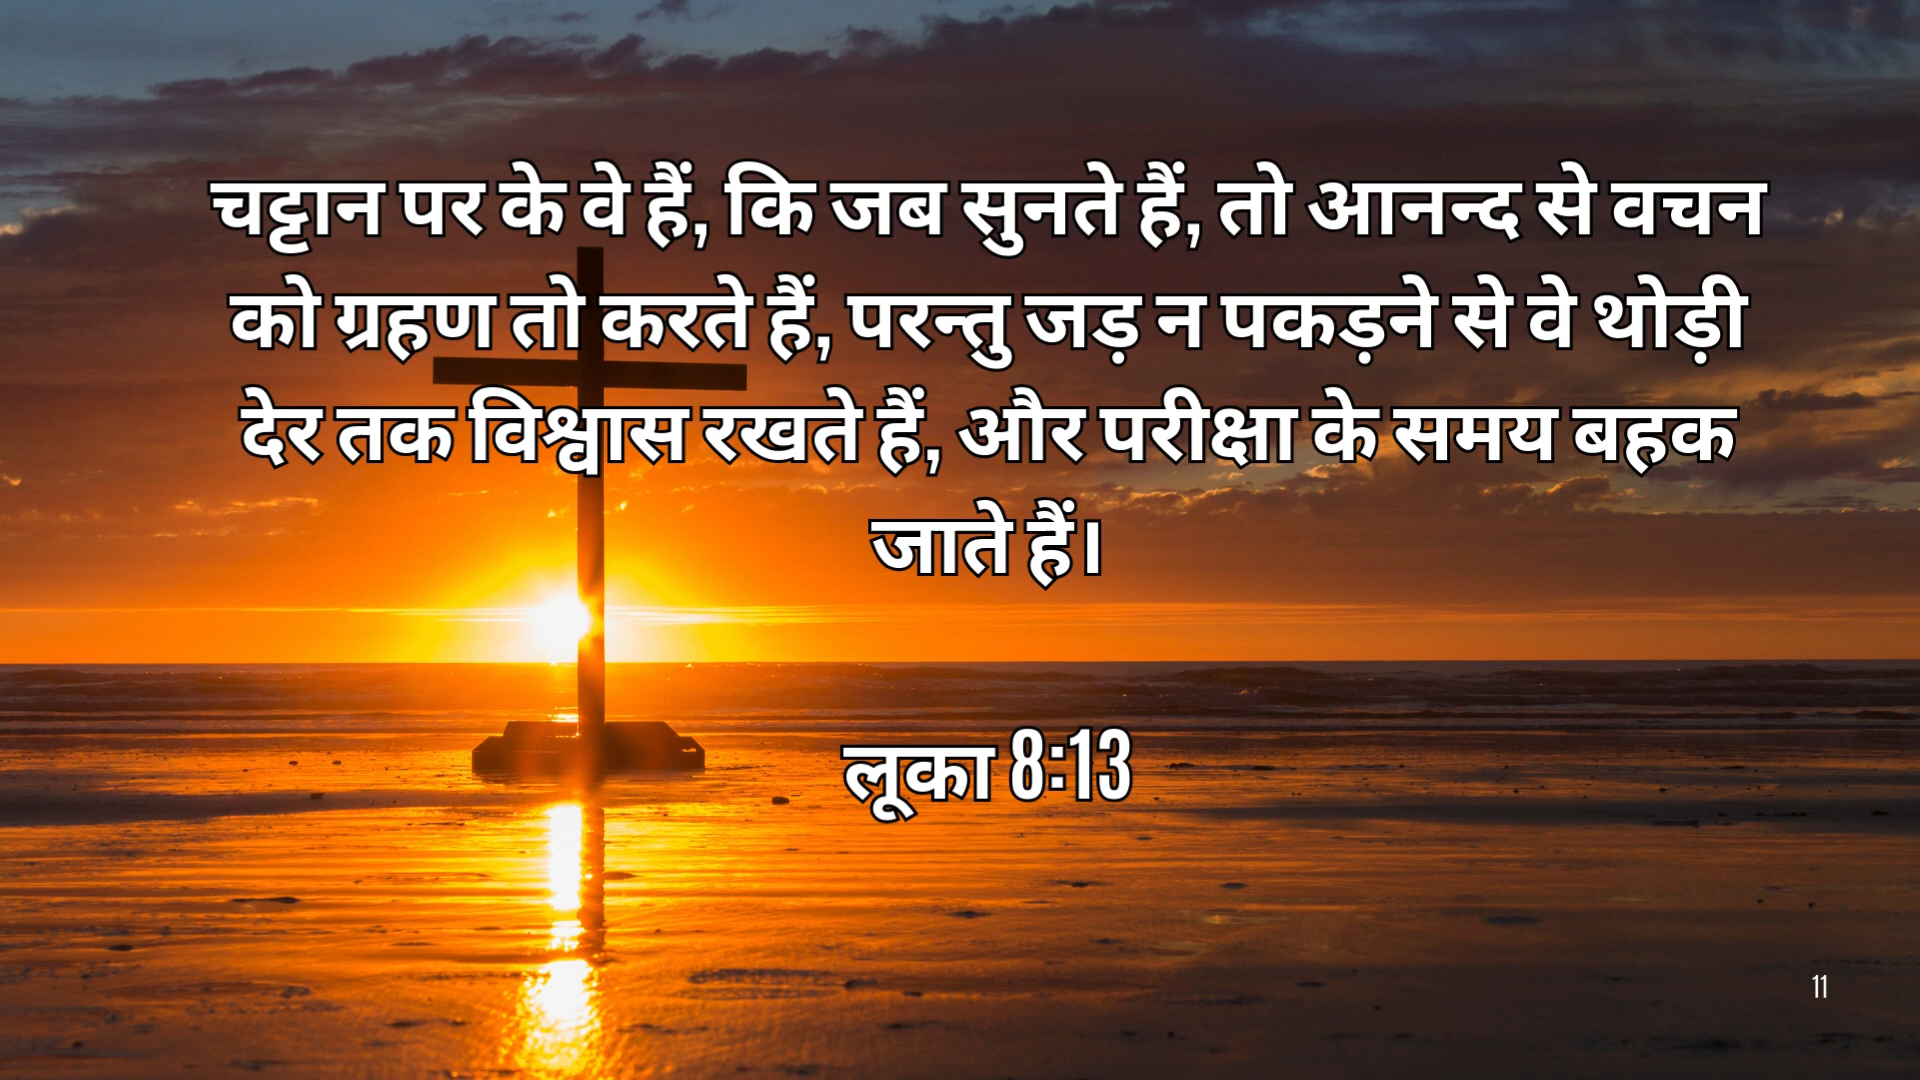 चट्टान पर के वे हैं, कि जब सुनते हैं, तो आनन्द से वचन
को ग्रहण तो करते हैं, परन्तु जड़ न पकड़ने से वे थोड़ी
देर तक विश्वास रखते हैं, और परीक्षा के समय बहक
जाते हैं।
लूका 8:13
11